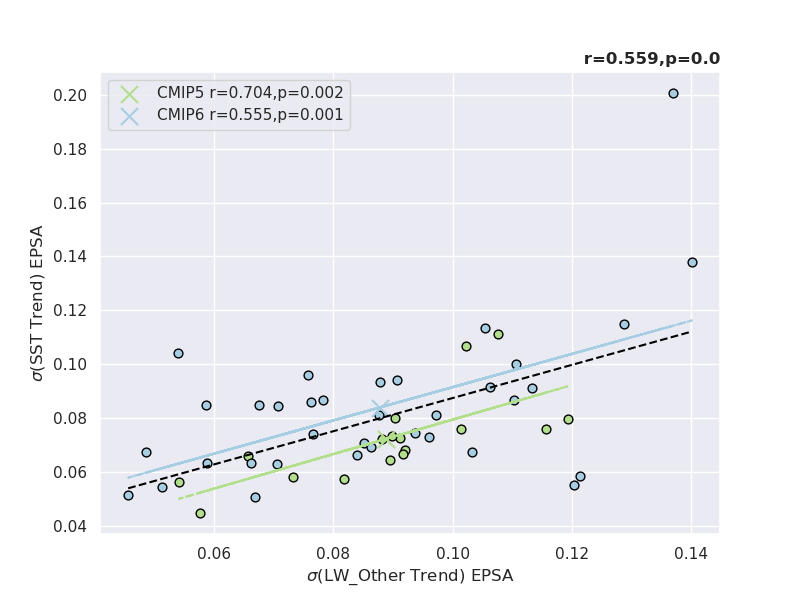 r=0.559,p=0.0
CMIP5 r=0.704,p=0.002
CMIP6 r=0.555,p=0.001
0.20
0.18
0.16
0.14
0.12
0.10
0.08
0.06
0.04
σ(SST Trend) EPSA
0.06 0.08 0.10 0.12 0.14
σ(LW_Other Trend) EPSA